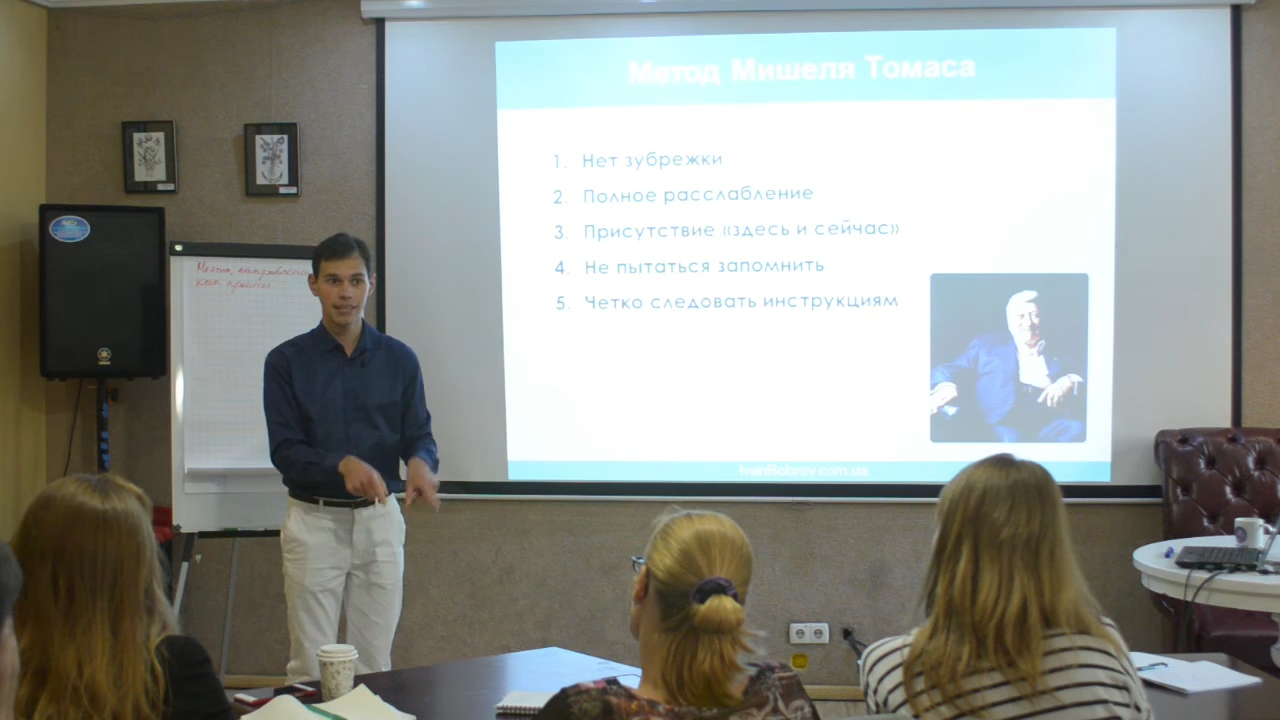 Метод Мишеля Томаса
1. Нет зубрежки
2. Полное расслабление
3. Присутствие «здесь и сейчас»
4. Не пытаться запомнить
5. Четко следовать инструкциям
IvanBobrov.com.ua